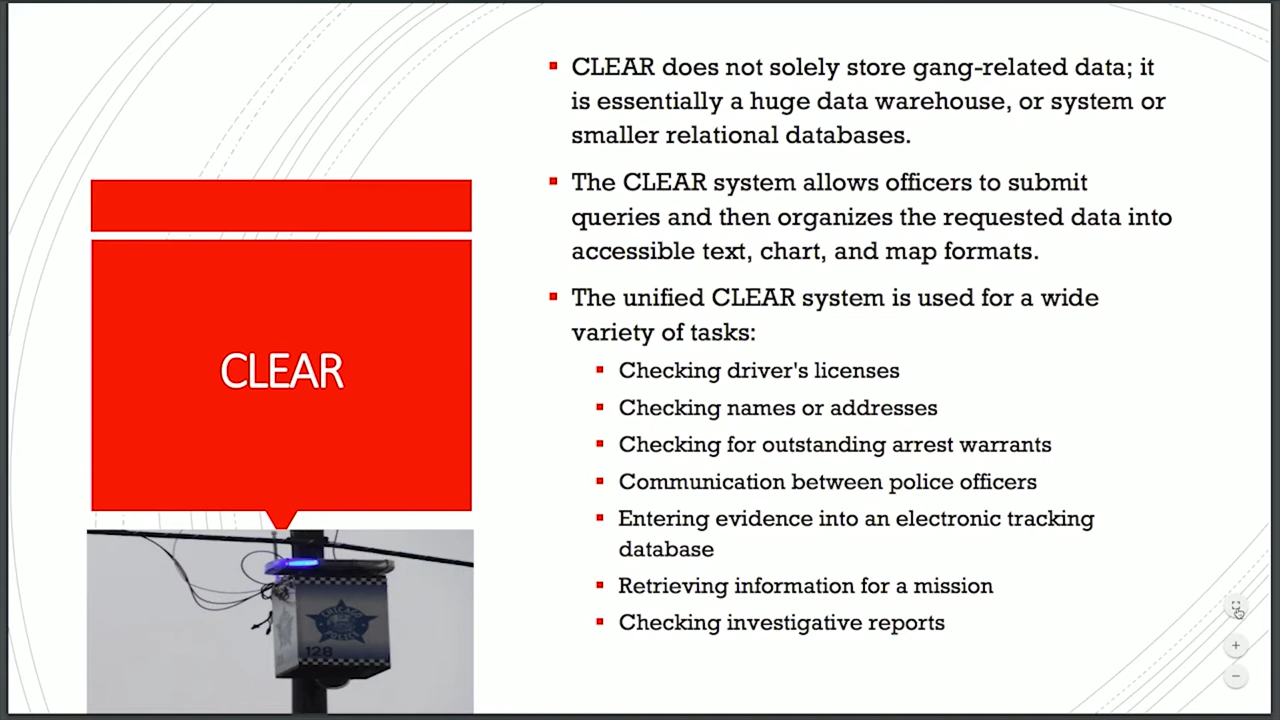 CLEAR does not solely store gang-related data; it
is essentially a huge data warehouse, or system or
smaller relational databases.
The CLEAR system allows officers to submit
queries and then organizes the requested data into
accessible text, chart, and map formats.
The unified CLEAR system is used for a wide
variety of tasks:
Checking driver's licenses
Checking names or addresses
Checking for outstanding arrest warrants
Communication between police officers
Entering evidence into an electronic tracking
database
Retrieving information for a mission
Checking investigative reports
CLEAR
CHICAGO
POLICE
128